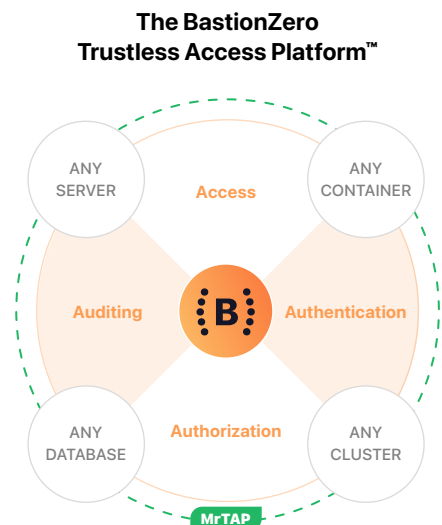 The BastionZero
Trustless Access Platform™
ANY
SERVER
ANY
CONTAINER
Access
Auditing
B
Authentication
Authorization
ANY
DATABASE
ANY
CLUSTER
MrTAP